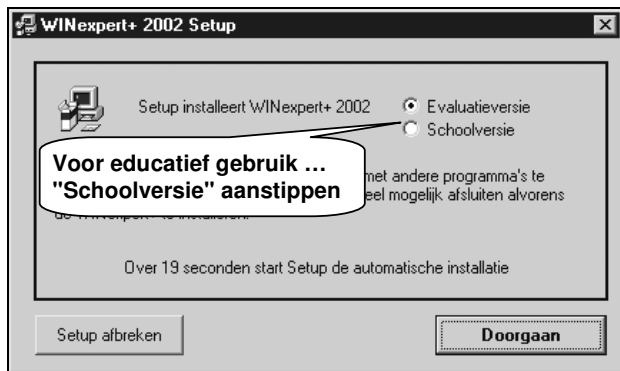 WINexpert+ 2002 Setup
Setup installeert WINexpert+ 2002
Evaluatieversie
Schoolversie
Voor educatief gebruik …
"Schoolversie" aanstippen
met andere programma's te
mogelijk afsluiten alvorens
installeren.
Over 19 seconden start Setup de automatische installatie
Setup afbreken
Doorgaan